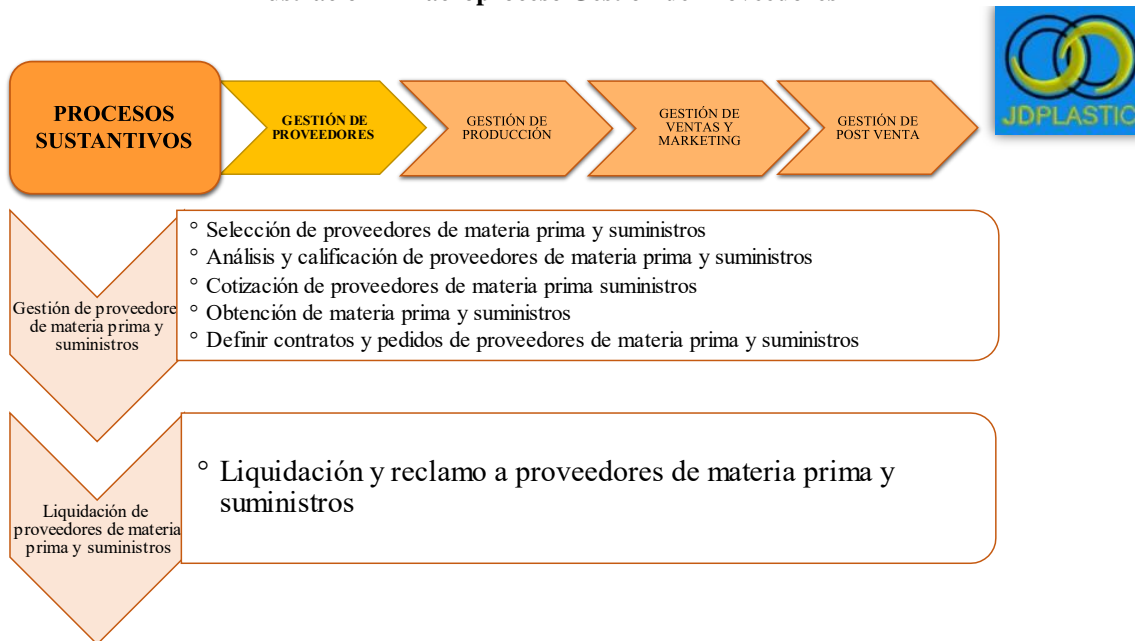 PROCESOS
SUSTANTIVOS
GESTIÓN DE
PROVEEDORES
GESTIÓN DE
PRODUCCIÓN
GESTIÓN DE
VENTAS Y
MARKETING
GESTIÓN DE
POST VENTA
JDPLASTIC
Gestión de proveedore
de materia prima y
suministros
° Selección de proveedores de materia prima y suministros
° Análisis y calificación de proveedores de materia prima y suministros
° Cotización de proveedores de materia prima suministros
° Obtención de materia prima y suministros
° Definir contratos y pedidos de proveedores de materia prima y suministros
Liquidación de
proveedores de materia
prima y suministros
° Liquidación y reclamo a proveedores de materia prima y
suministros